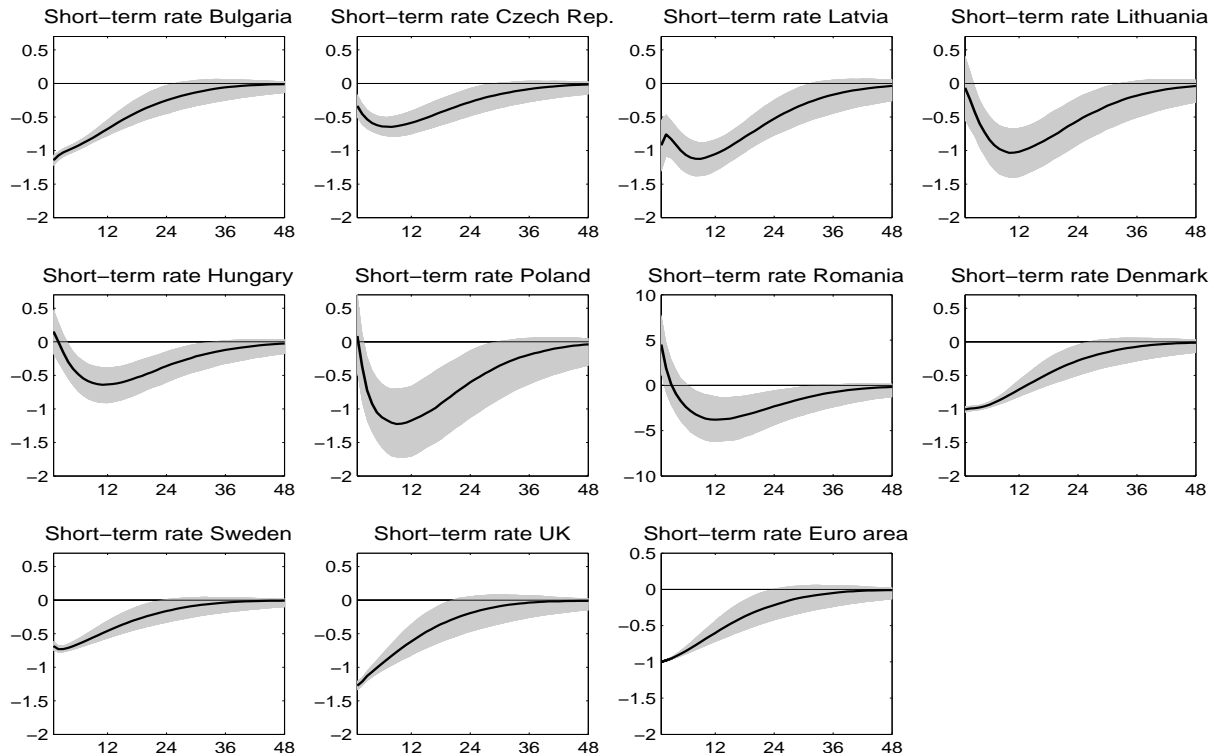 Short−term rate Bulgaria
0.5
0
−0.5
−1
−1.5
−2
12 24 36 48
Short−term rate Czech Rep.
0.5
0
−0.5
−1
−1.5
−2
12 24 36 48
Short−term rate Latvia
0.5
0
−0.5
−1
−1.5
−2
12 24 36 48
Short−term rate Lithuania
0.5
0
−0.5
−1
−1.5
−2
12 24 36 48
Short−term rate Hungary
0.5
0
−0.5
−1
−1.5
−2
12 24 36 48
Short−term rate Poland
0.5
0
−0.5
−1
−1.5
−2
12 24 36 48
Short−term rate Romania
10
5
0
−5
−10
12 24 36 48
Short−term rate Denmark
0.5
0
−0.5
−1
−1.5
−2
12 24 36 48
Short−term rate Sweden
0.5
0
−0.5
−1
−1.5
−2
12 24 36 48
Short−term rate UK
0.5
0
−0.5
−1
−1.5
−2
12 24 36 48
Short−term rate Euro area
0.5
0
−0.5
−1
−1.5
−2
12 24 36 48